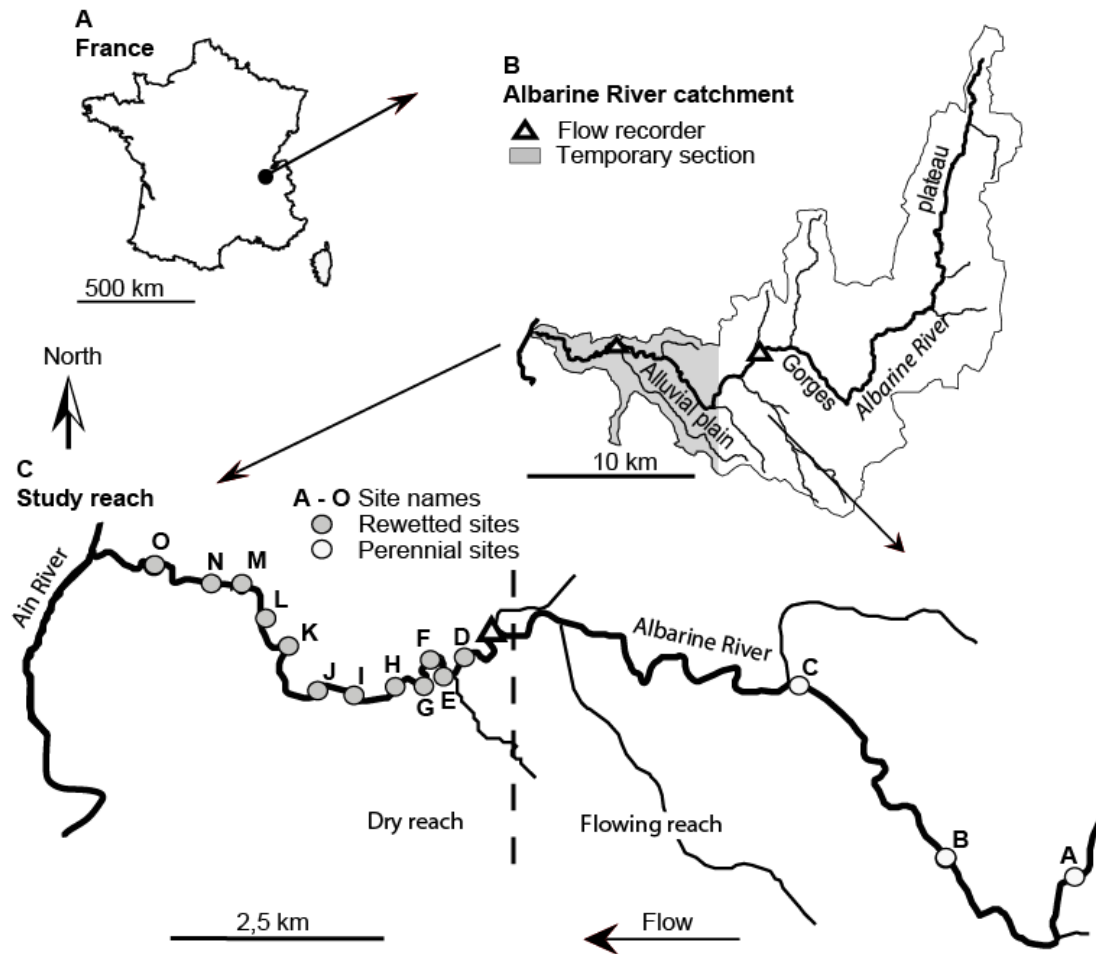 A
France
500 km
North
B
Albarine River catchment
Flow recorder
Temporary section
plateau
Albarine River
Gorges
Alluvial plain
10 km
C
Study reach
A - O Site names
Rewetted sites
Perennial sites
Ain River
O
N
M
L
K
J
I
H
G
F
E
D
Albarine River
C
B
A
Dry reach
Flowing reach
2,5 km
Flow